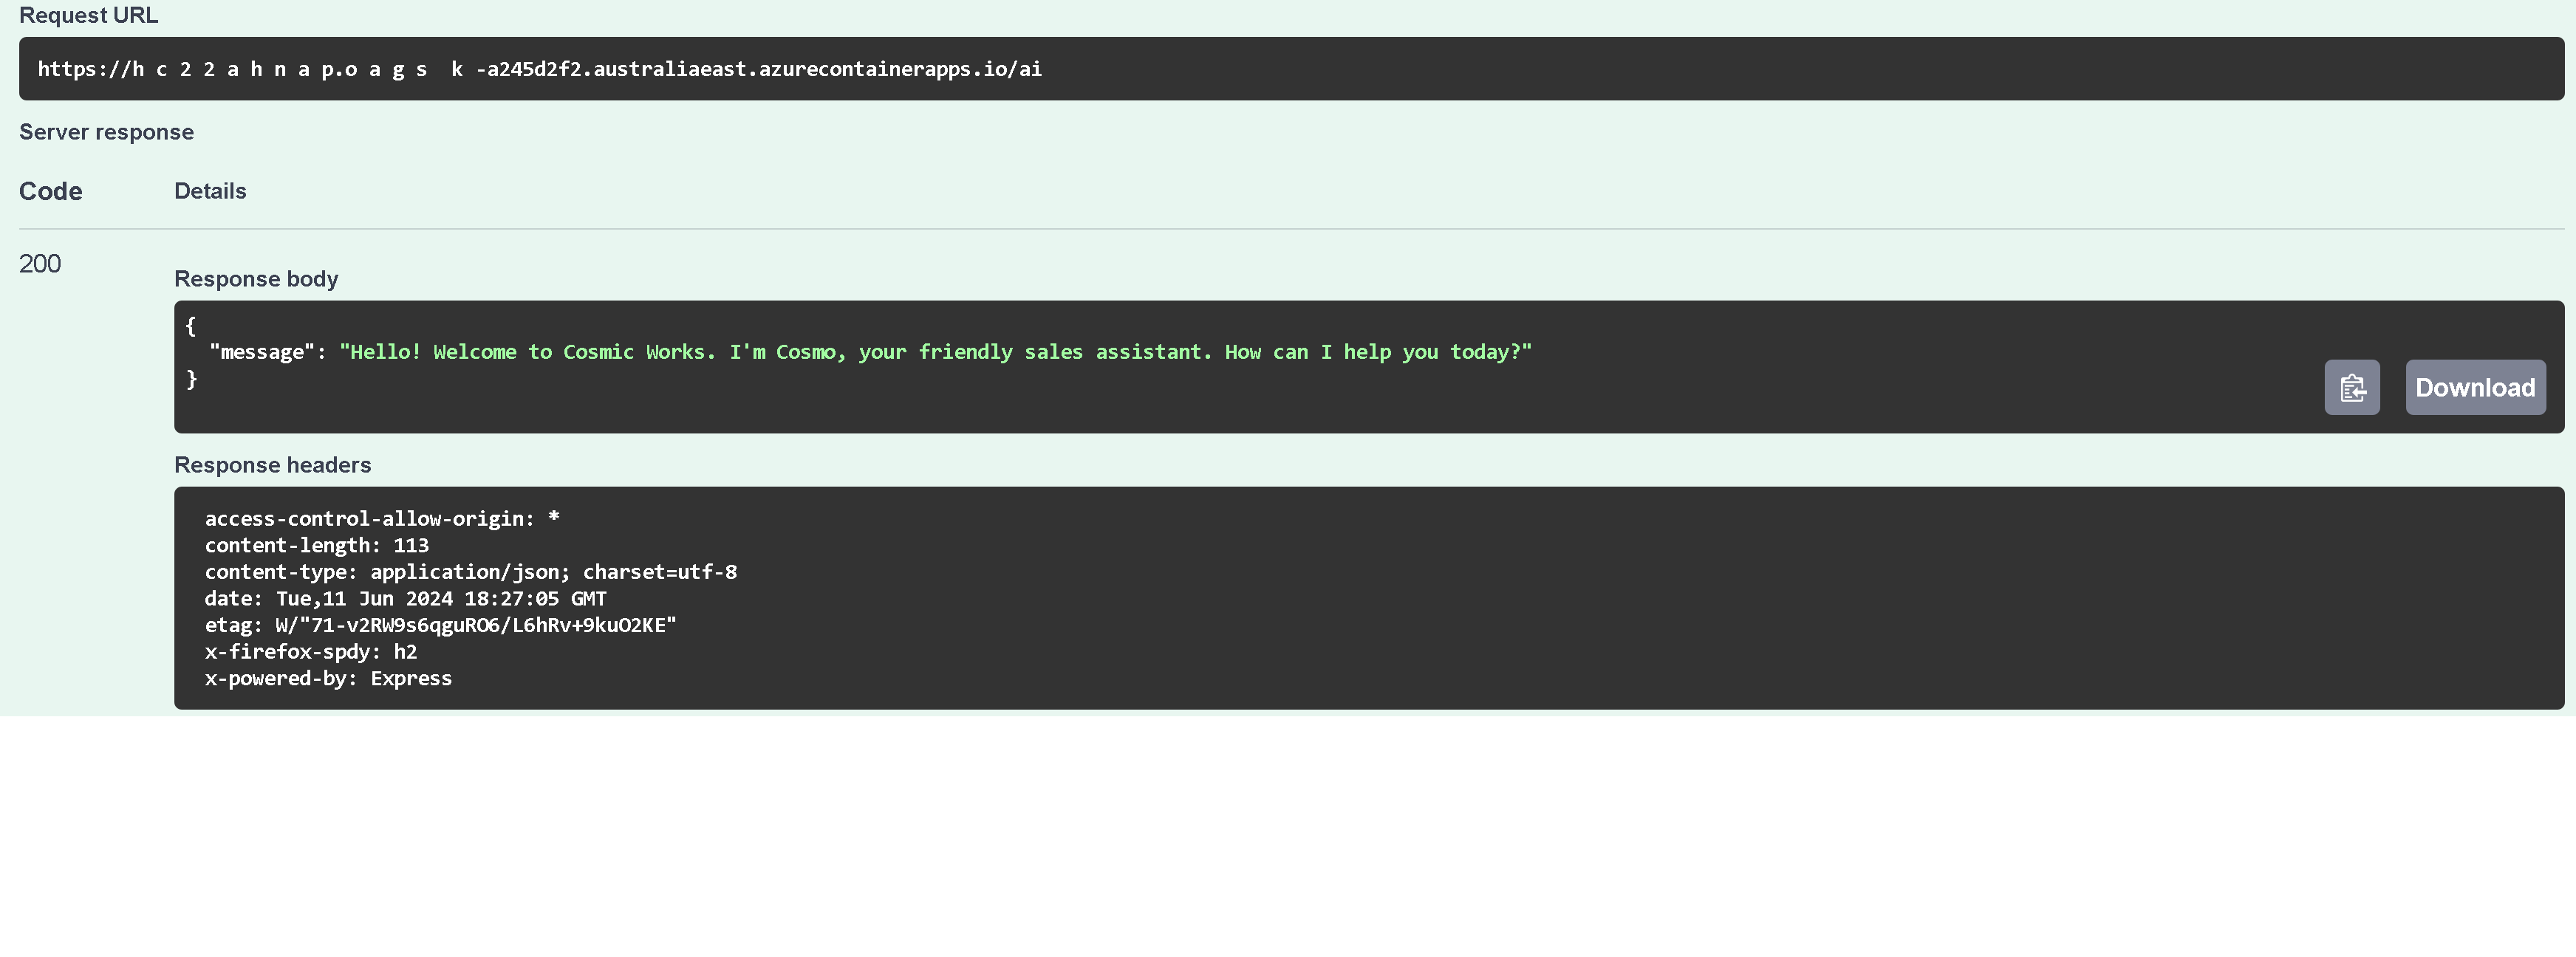 Request URL
https://h c 2 2 a h n a p.o a g s  k -a245d2f2.australiaeast.azurecontainerapps.io/ai
Server response
Code Details
200
Response body
{
"message": "Hello! Welcome to Cosmic Works. I'm Cosmo, your friendly sales assistant. How can I help you today?"
}
Download
Response headers
access-control-allow-origin: *
content-length: 113
content-type: application/json; charset=utf-8
date: Tue,11 Jun 2024 18:27:05 GMT
etag: W/"71-v2RW9s6qguRO6/L6hRv+9kuO2KE"
x-firefox-spdy: h2
x-powered-by: Express